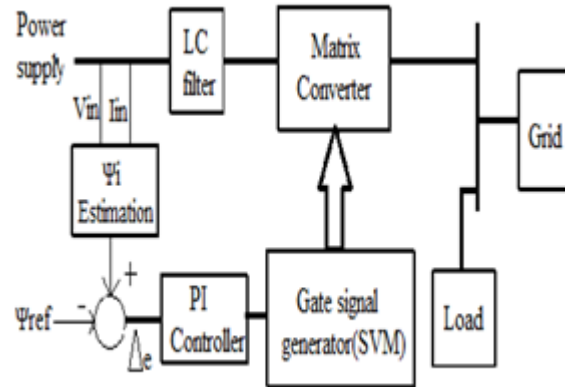 Power
supply
LC
filter
Matrix
Converter
Grid
Vin
Iin
Ψi
Estimation
+
-
Ψref
Δe
PI
Controller
Gate signal
generator(SVM)
Load